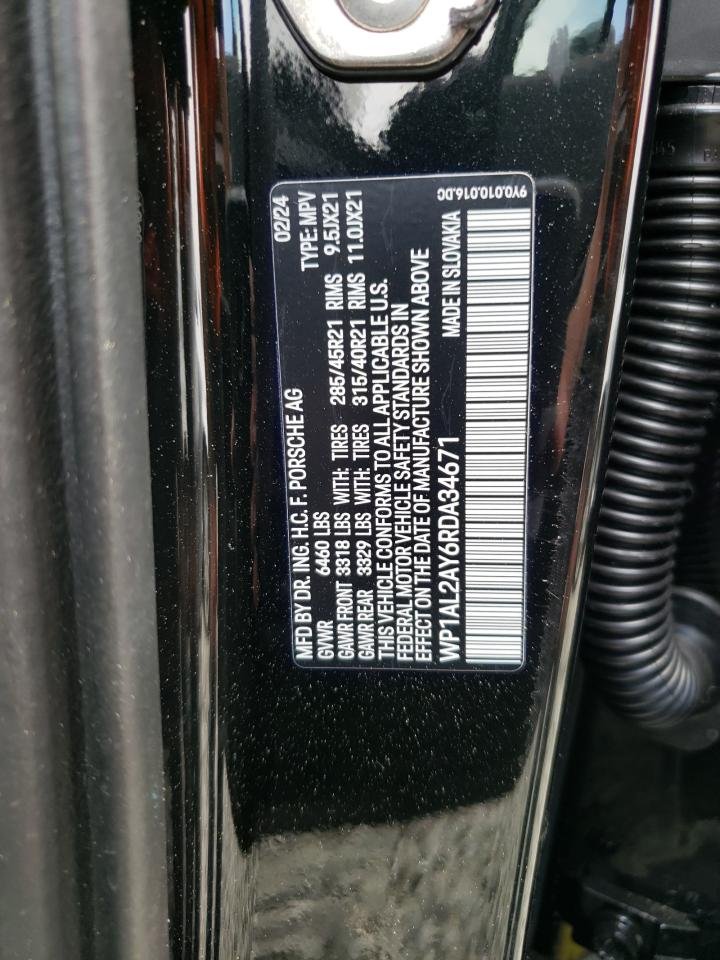 MFD BY DR. ING. H.C. F. PORSCHE AG 02/24
GVWR 6460 LBS TYPE: MPV
GAWR FRONT 3318 LBS WITH: TIRES 285/45R21 RIMS 9.5JX21
GAWR REAR 3329 LBS WITH: TIRES 315/40R21 RIMS 11.0JX21
THIS VEHICLE CONFORMS TO ALL APPLICABLE U.S.
FEDERAL MOTOR VEHICLE SAFETY STANDARDS IN
EFFECT ON THE DATE OF MANUFACTURE SHOWN ABOVE
WP1AL2AY6RDA34671 MADE IN SLOVAKIA
9Y0.010.016.DC